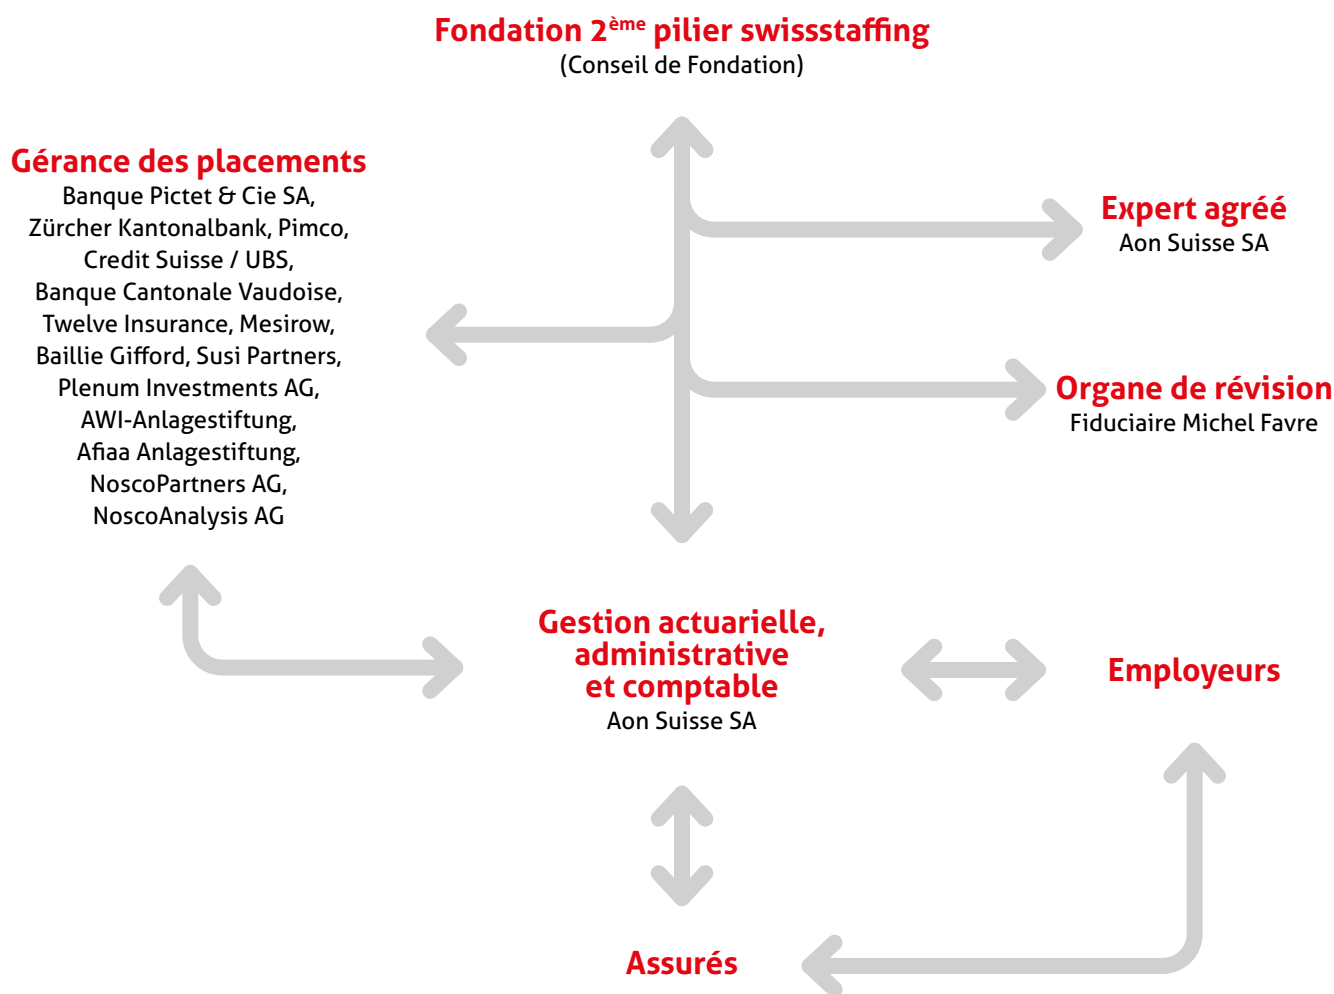 Fondation 2ème pilier swissstaffing
(Conseil de Fondation)
Gérance des placements
Banque Pictet & Cie SA,
Zürcher Kantonalbank, Pimco,
Credit Suisse / UBS,
Banque Cantonale Vaudoise,
Twelve Insurance, Mesirow,
Baillie Gifford, Susi Partners,
Plenum Investments AG,
AWI-Anlagestiftung,
Afiaa Anlagestiftung,
NoscoPartners AG,
NoscoAnalysis AG
Expert agréé
Aon Suisse SA
Organe de révision
Fiduciaire Michel Favre
Gestion actuarielle,
administrative
et comptable
Aon Suisse SA
Employeurs
Assurés